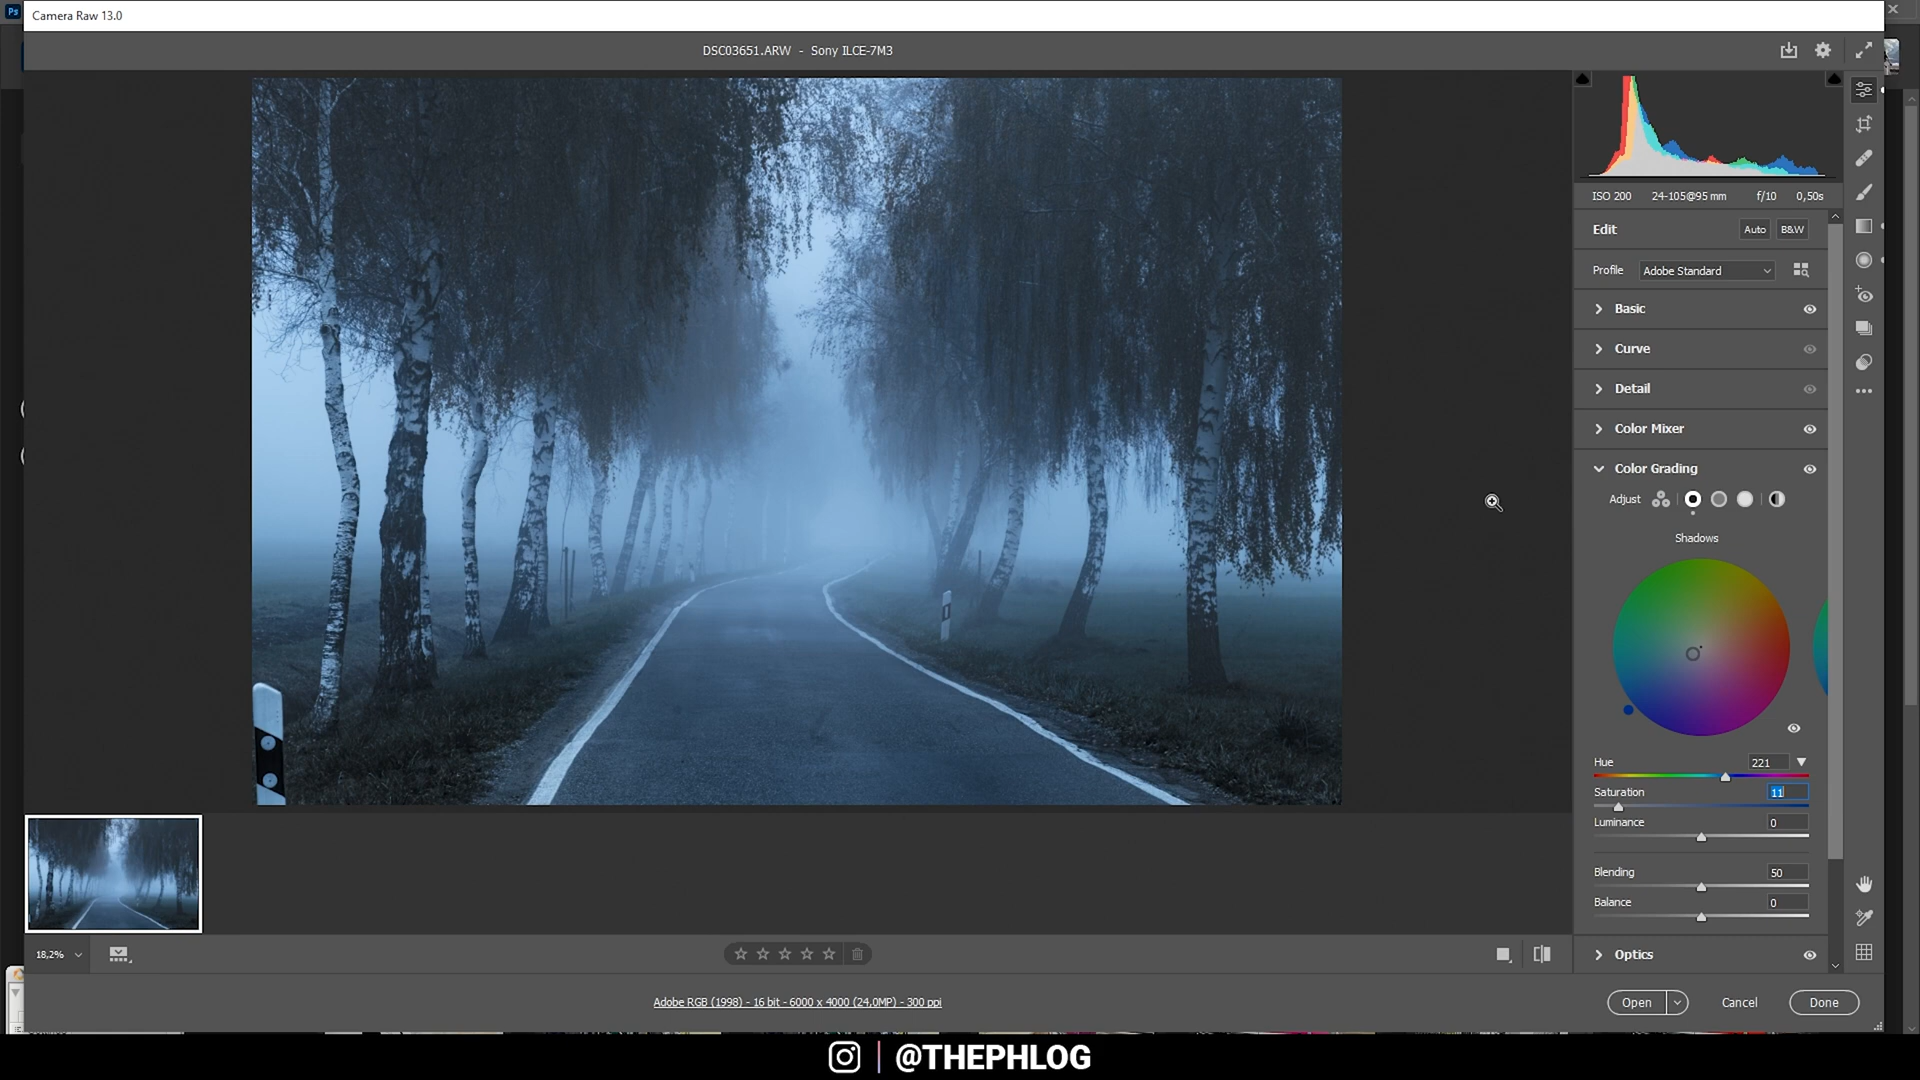 Ps
Camera Raw 13.0
DSC03651.ARW - Sony ILCE-7M3
ISO 200 24-105@95 mm f/10 0,50s
Edit Auto B&W
Profile Adobe Standard
Basic
Curve
Detail
Color Mixer
Color Grading
Adjust
Shadows
Hue 221
Saturation 11
Luminance 0
Blending 50
Balance 0
18,2%
Optics
Adobe RGB (1998) - 16 bit - 6000 x 4000 (24,0MP) - 300 ppi
Open Cancel Done
@THEPHLOG